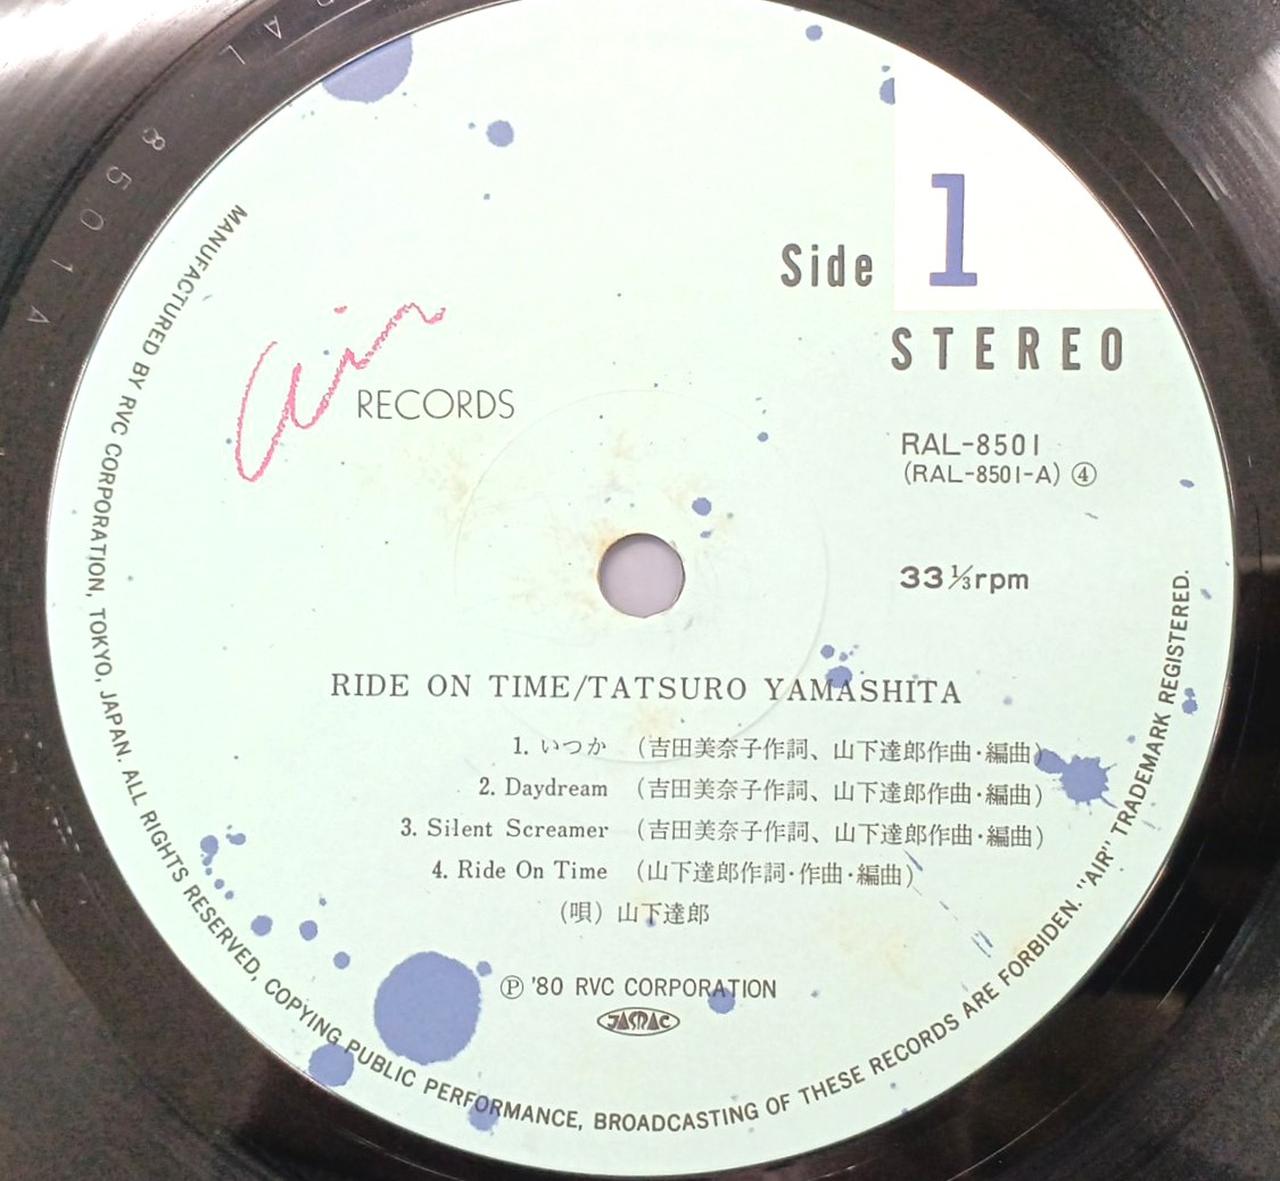 RAL 8501A
Side 1
STEREO
air RECORDS
RAL-8501
(RAL-8501-A) ④
33 1/3 rpm
RIDE ON TIME/TATSURO YAMASHITA
1. いつか （吉田美奈子作詞、山下達郎作曲・編曲）
2. Daydream （吉田美奈子作詞、山下達郎作曲・編曲）
3. Silent Screamer （吉田美奈子作詞、山下達郎作曲・編曲）
4. Ride On Time （山下達郎作詞・作曲・編曲）
（唄）山下達郎
Ⓟ '80 RVC CORPORATION
JASRAC
MANUFACTURED BY RVC CORPORATION, TOKYO, JAPAN. ALL RIGHTS RESERVED, COPYING PUBLIC PERFORMANCE, BROADCASTING OF THESE RECORDS ARE FORBIDEN. "AIR" TRADEMARK REGISTERED.